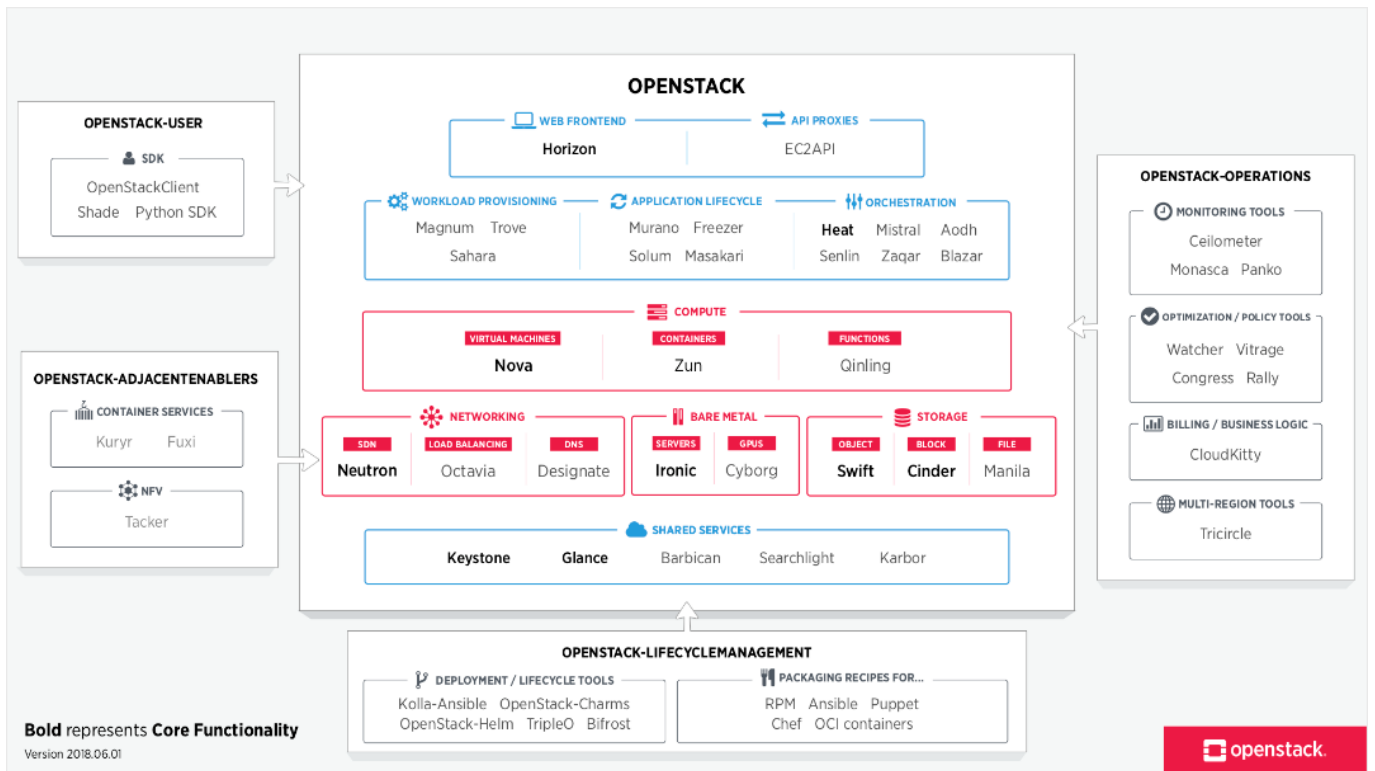 OPENSTACK
WEB FRONTEND
Horizon
API PROXIES
EC2API
WORKLOAD PROVISIONING
Magnum Trove
Sahara
APPLICATION LIFECYCLE
Murano Freezer
Solum Masakari
ORCHESTRATION
Heat Mistral Aodh
Senlin Zaqar Blazar
COMPUTE
VIRTUAL MACHINES
Nova
CONTAINERS
Zun
FUNCTIONS
Qinling
NETWORKING
SDN
Neutron
LOAD BALANCING
Octavia
DNS
Designate
BARE METAL
SERVERS
Ironic
GPUS
Cyborg
STORAGE
OBJECT
Swift
BLOCK
Cinder
FILE
Manila
SHARED SERVICES
Keystone Glance Barbican Searchlight Karbor
OPENSTACK-USER
SDK
OpenStackClient
Shade Python SDK
OPENSTACK-ADJACENTENABLERS
CONTAINER SERVICES
Kuryr Fuxi
NFV
Tacker
OPENSTACK-OPERATIONS
MONITORING TOOLS
Ceilometer
Monasca Panko
OPTIMIZATION / POLICY TOOLS
Watcher Vitrage
Congress Rally
BILLING / BUSINESS LOGIC
CloudKitty
MULTI-REGION TOOLS
Tricircle
OPENSTACK-LIFECYCLEMANAGEMENT
DEPLOYMENT / LIFECYCLE TOOLS
Kolla-Ansible OpenStack-Charms
OpenStack-Helm TripleO Bifrost
PACKAGING RECIPES FOR...
RPM Ansible Puppet
Chef OCI containers
Bold represents Core Functionality
Version 2018.06.01
openstack.